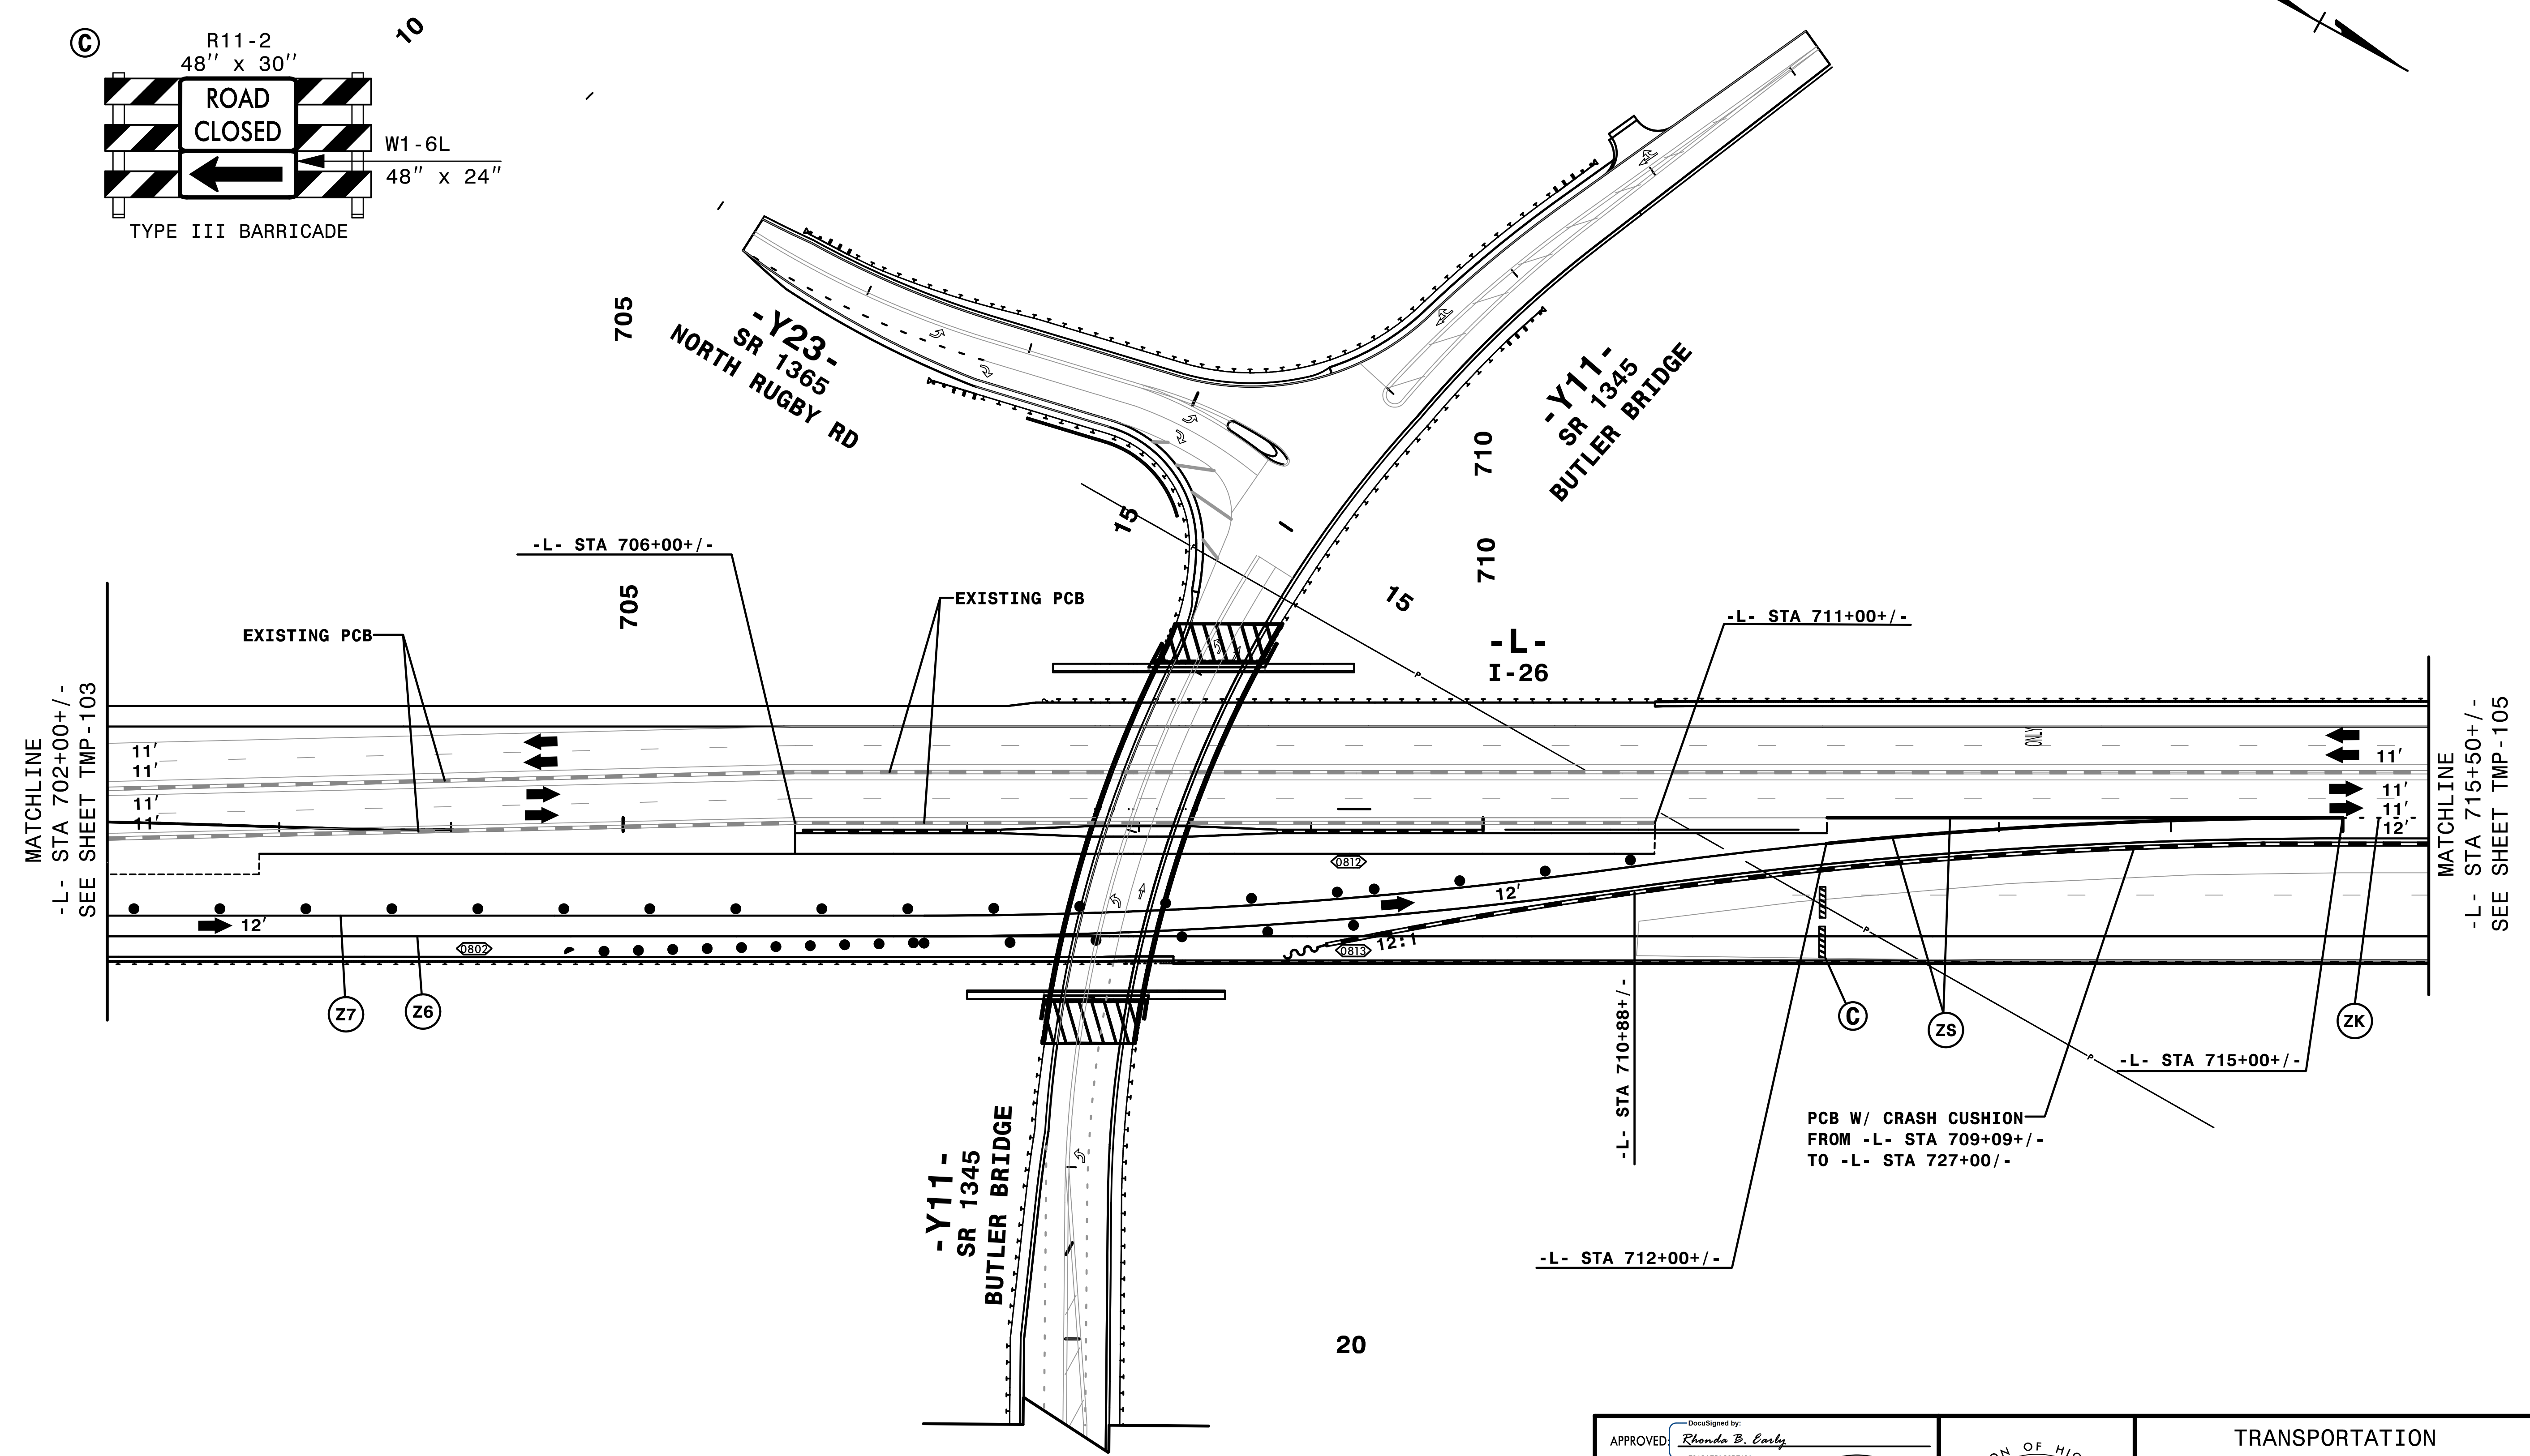 C
R11-2
48" x 30"
ROAD
CLOSED
W1-6L
48" x 24"
TYPE III BARRICADE
10
705
-Y23-
SR 1365
NORTH RUGBY RD
-Y11-
SR 1345
BUTLER BRIDGE
710
15
-L- STA 706+00+/-
710
705
EXISTING PCB
15
-L- STA 711+00+/-
EXISTING PCB
-L-
I-26
P
P
MATCHLINE
-L- STA 702+00+/-
SEE SHEET TMP-103
11'
11'
11'
11'
ONLY
11'
11'
11'
12'
MATCHLINE
-L- STA 715+50+/-
SEE SHEET TMP-105
0812
12'
12'
0802
12:1
0813
P
Z7
Z6
C
ZS
ZK
-L- STA 710+88+/-
P
-L- STA 715+00+/-
PCB W/ CRASH CUSHION
FROM -L- STA 709+09+/-
TO -L- STA 727+00/-
-Y11-
SR 1345
BUTLER BRIDGE
-L- STA 712+00+/-
20
DocuSigned by:
APPROVED: Rhonda B. Early
OF HIG
TRANSPORTATION